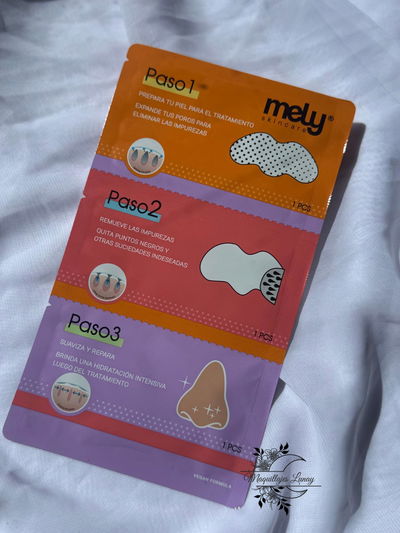 Paso1
mely®
skincare
PREPARA TU PIEL PARA EL TRATAMIENTO
EXPANDE TUS POROS PARA
ELIMINAR LAS IMPUREZAS
1 PCS
Paso2
REMUEVE LAS IMPUREZAS
QUITA PUNTOS NEGROS Y
OTRAS SUCIEDADES INDESEADAS
1 PCS
Paso3
SUAVIZA Y REPARA
BRINDA UNA HIDRATACIÓN INTENSIVA
LUEGO DEL TRATAMIENTO
1 PCS
VEGAN FORMULA
Maquillajes Lunay